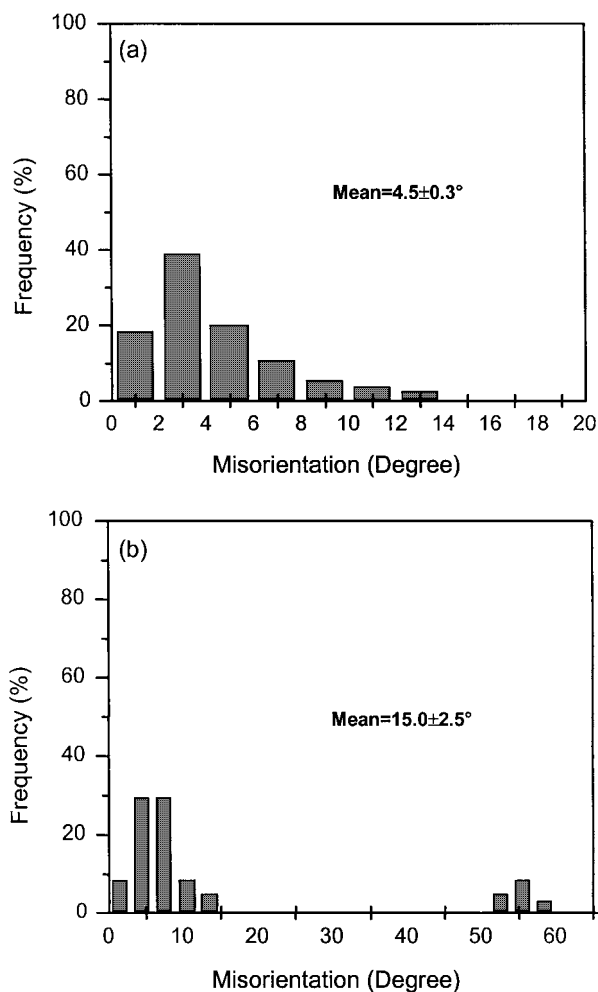 100
(a)
80
60
Mean=4.5±0.3°
40
20
0
Frequency (%)
0 2 4 6 8 10 12 14 16 18 20
Misorientation (Degree)
100
(b)
80
60
Mean=15.0±2.5°
40
20
0
Frequency (%)
0 10 20 30 40 50 60
Misorientation (Degree)